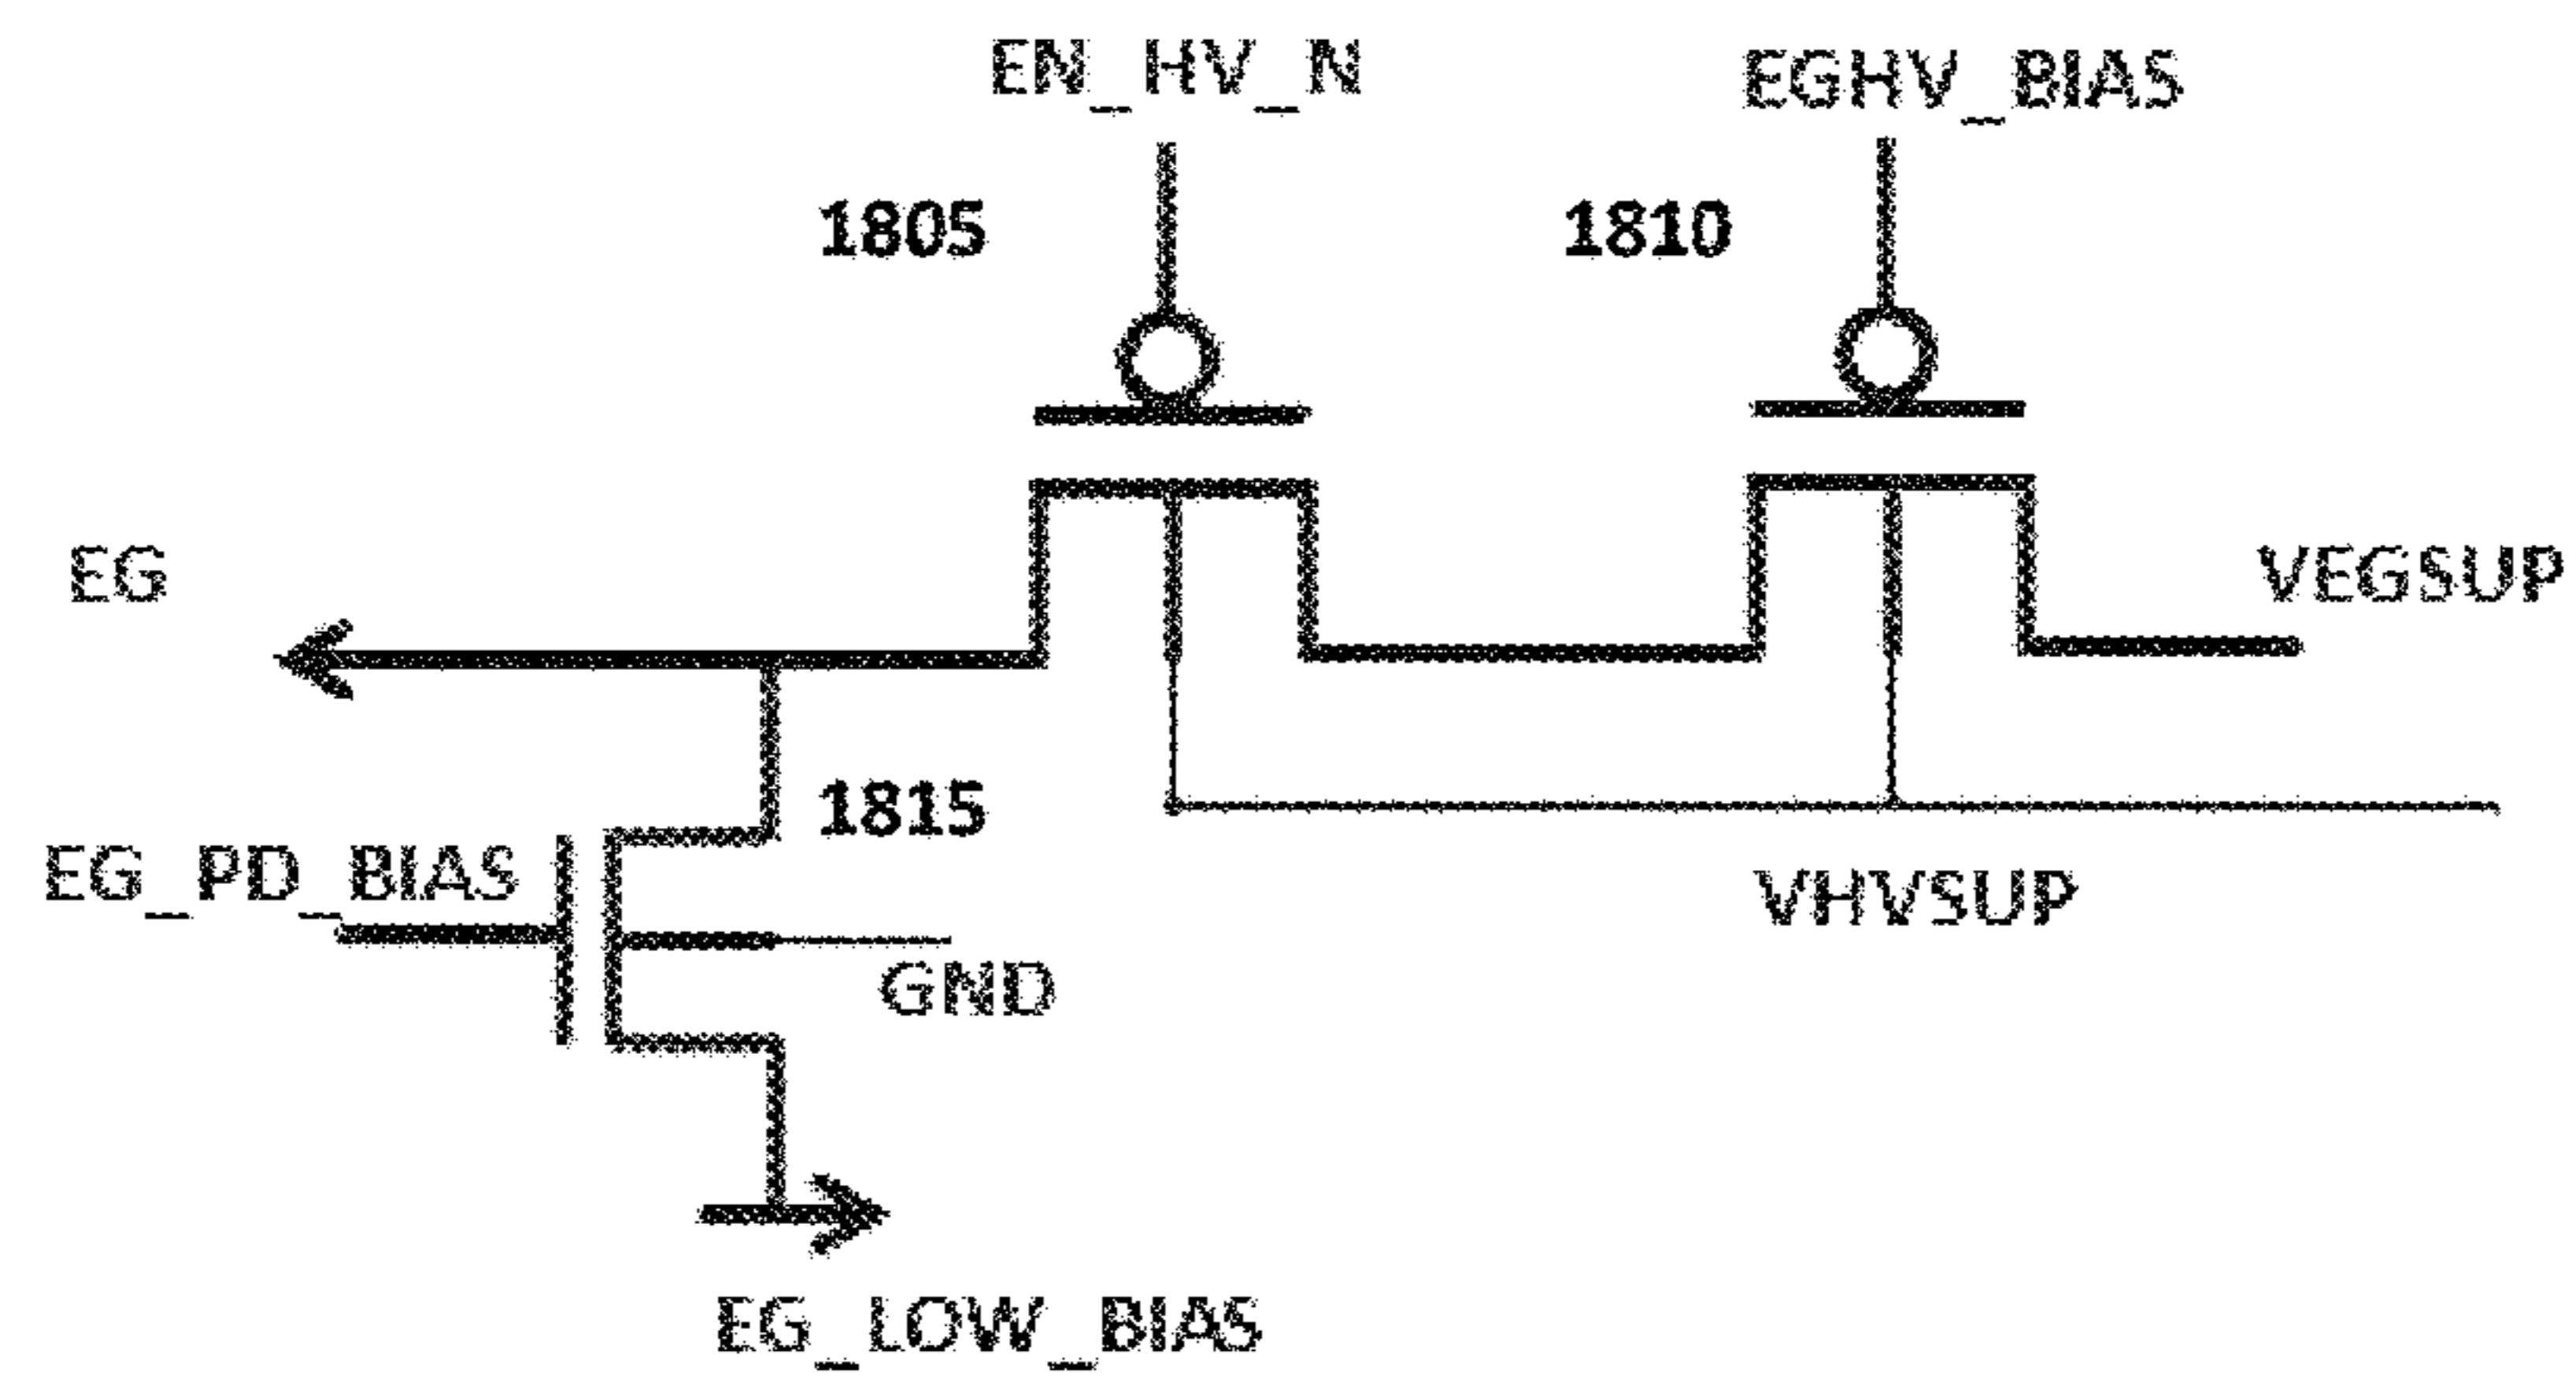 EN_HV_N
EGHV_BIAS
1805
1810
EG
VEGSUP
1815
EG_PD_BIAS
VHVSUP
GND
EG_LOW_BIAS